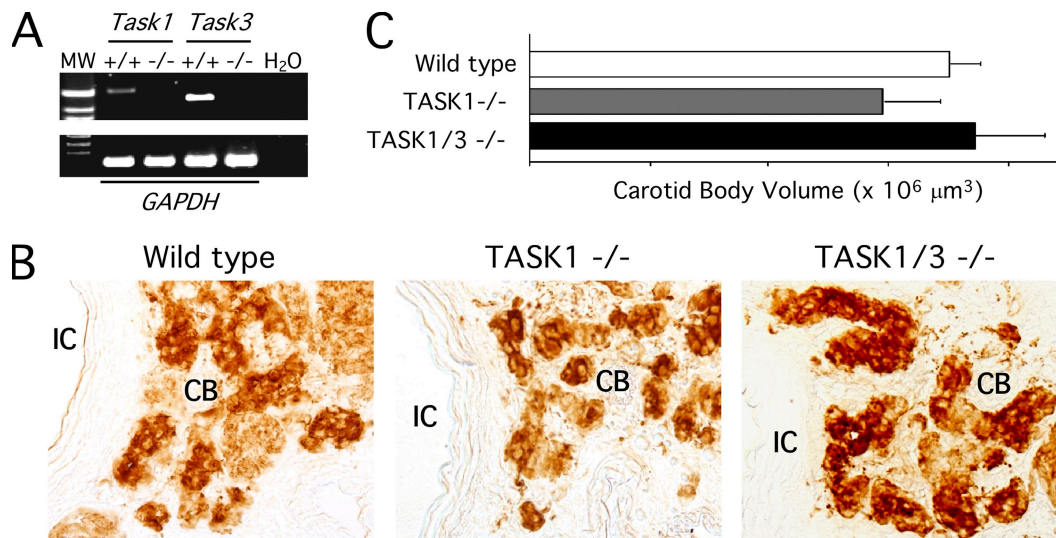 A
Task1 Task3
MW +/+ -/- +/+ -/- H₂O
GAPDH
C
Wild type
TASK1-/-
TASK1/3 -/-
Carotid Body Volume (x 10⁶ μm³)
B
Wild type TASK1 -/- TASK1/3 -/-
IC CB
IC CB
IC CB